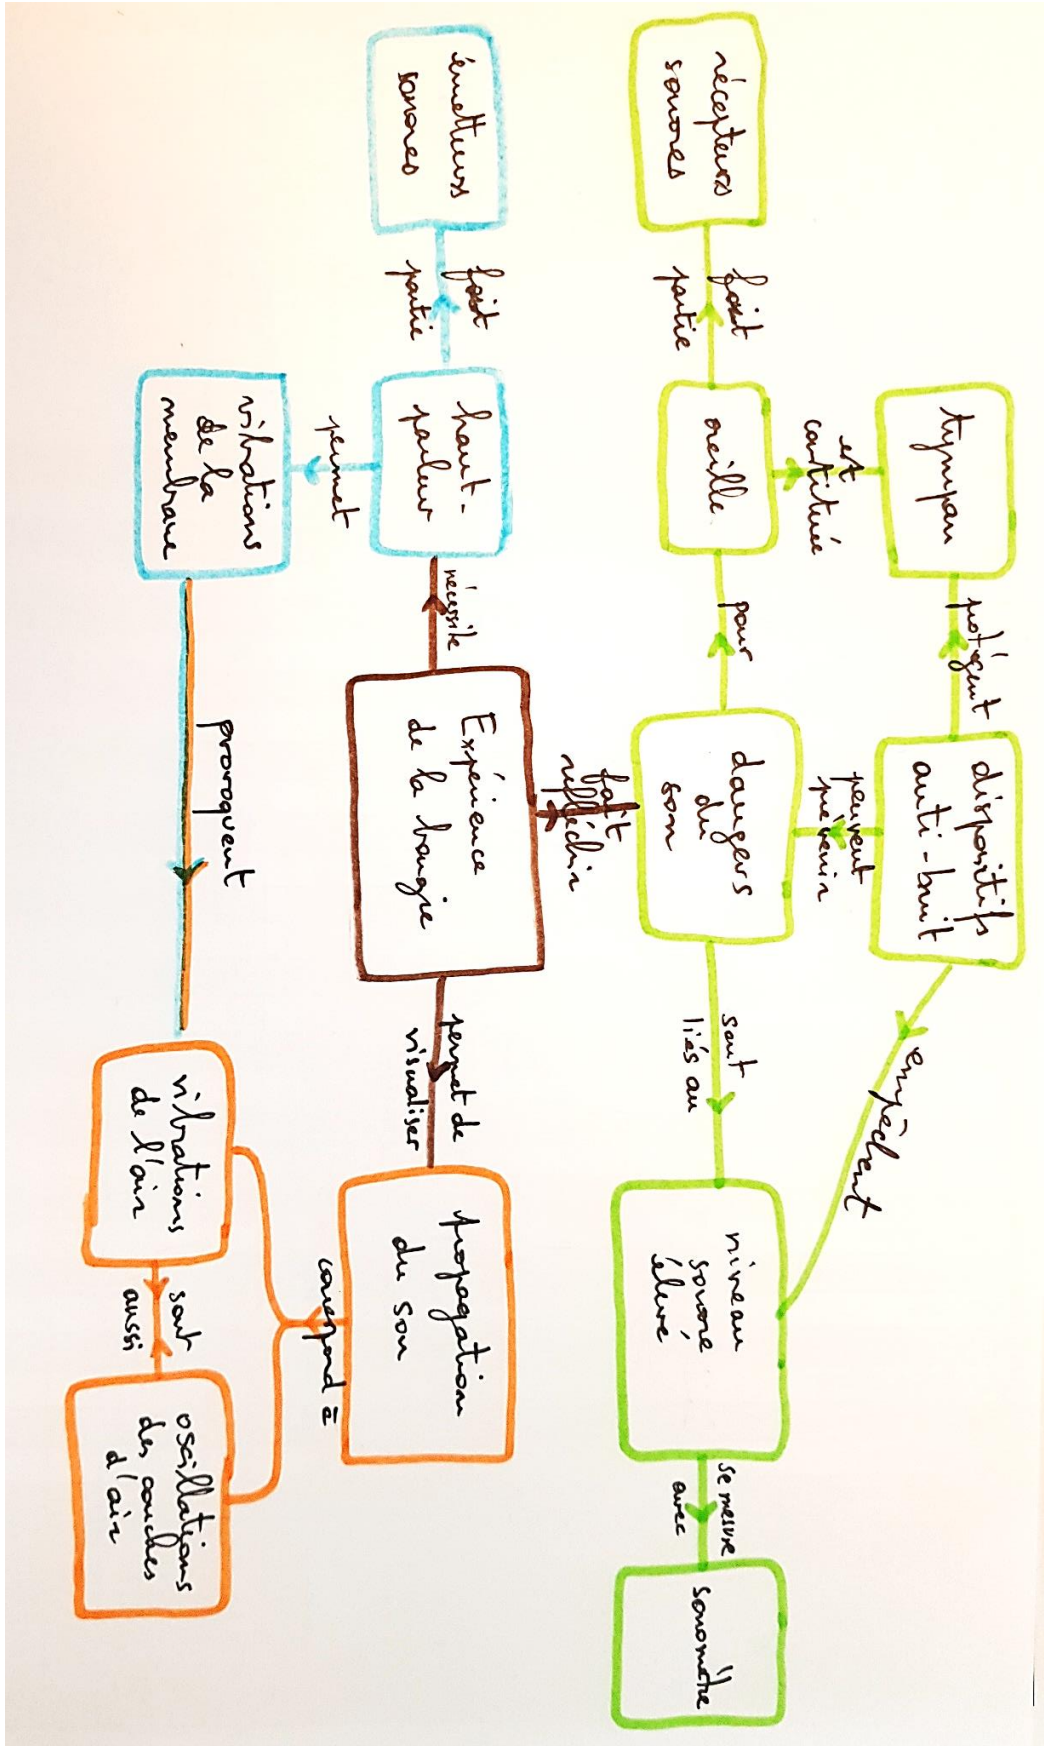 tympan
protégent
dispositifs
anti-bruit
empêchent
est
constituée
peuvent
prévenir
récepteurs
sonores
fait
partie
oreille
pour
dangers
du
son
sont
liés au
niveau
sonore
élevé
se mesure
avec
sonomètre
fait
réfléchir
émetteurs
sonores
fait
partie
haut-
parleur
nécessite
Expérience
de la bougie
permet de
visualiser
propagation
du son
permet
correspond à
vibrations
de la
membrane
provoquent
vibrations
de l'air
sont
aussi
oscillations
des couches
d'air